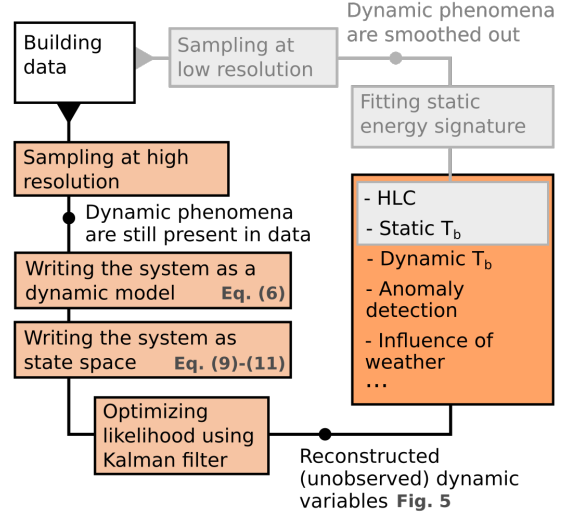 Building
data
Sampling at
low resolution
Dynamic phenomena
are smoothed out
Fitting static
energy signature
Sampling at high
resolution
Dynamic phenomena
are still present in data
Writing the system as a
dynamic model Eq. (6)
Writing the system as
state space Eq. (9)-(11)
Optimizing
likelihood using
Kalman filter
Reconstructed
(unobserved) dynamic
variables Fig. 5
- HLC
- Static Tb
- Dynamic Tb
- Anomaly
detection
- Influence of
weather
...